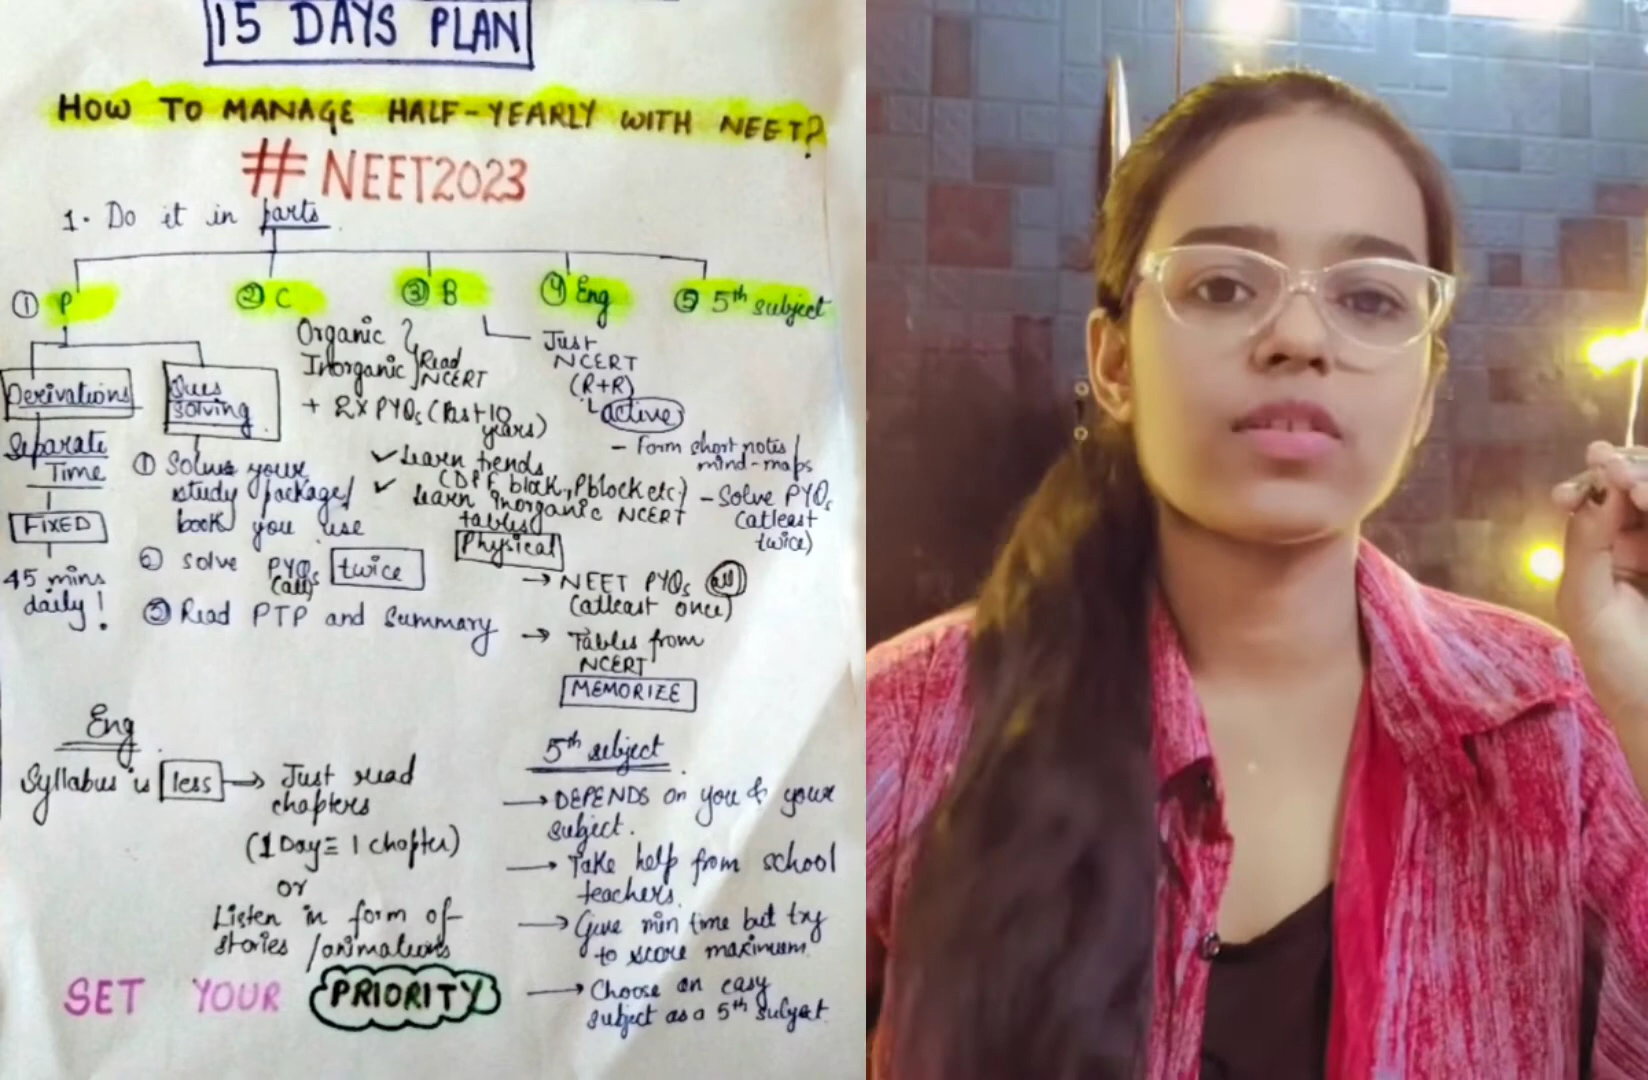 15 DAYS PLAN
HOW TO MANAGE HALF-YEARLY WITH NEET?
#NEET2023
1. Do it in parts
① P
② C
③ B
④ Eng
⑤ 5th subject
Derivations
Separate
Time
FIXED
45 mins
daily!
Ques
solving
① Solve your
study package/
book you use
② solve PYQs twice
(all)
③ Read PTP and Summary
Organic
Inorganic
Read
NCERT
+ 2x PYQs (Past 10
years)
✓ Learn trends
(D F block, P block etc)
✓ Learn inorganic NCERT
tables
Physical
→ NEET PYQs all
(atleast once)
→ Tables from
NCERT
MEMORIZE
Just
NCERT
(R+R)
active
- Form short notes/
mind-maps
- Solve PYQs
(atleast
twice)
Eng
Syllabus is less → Just read
chapters
(1 Day = 1 chapter)
or
Listen in form of
stories/animations
5th subject
→ DEPENDS on you & your
subject.
→ Take help from school
teachers.
→ Give min time but try
to score maximum.
→ Choose an easy
subject as a 5th subject
SET YOUR PRIORITY